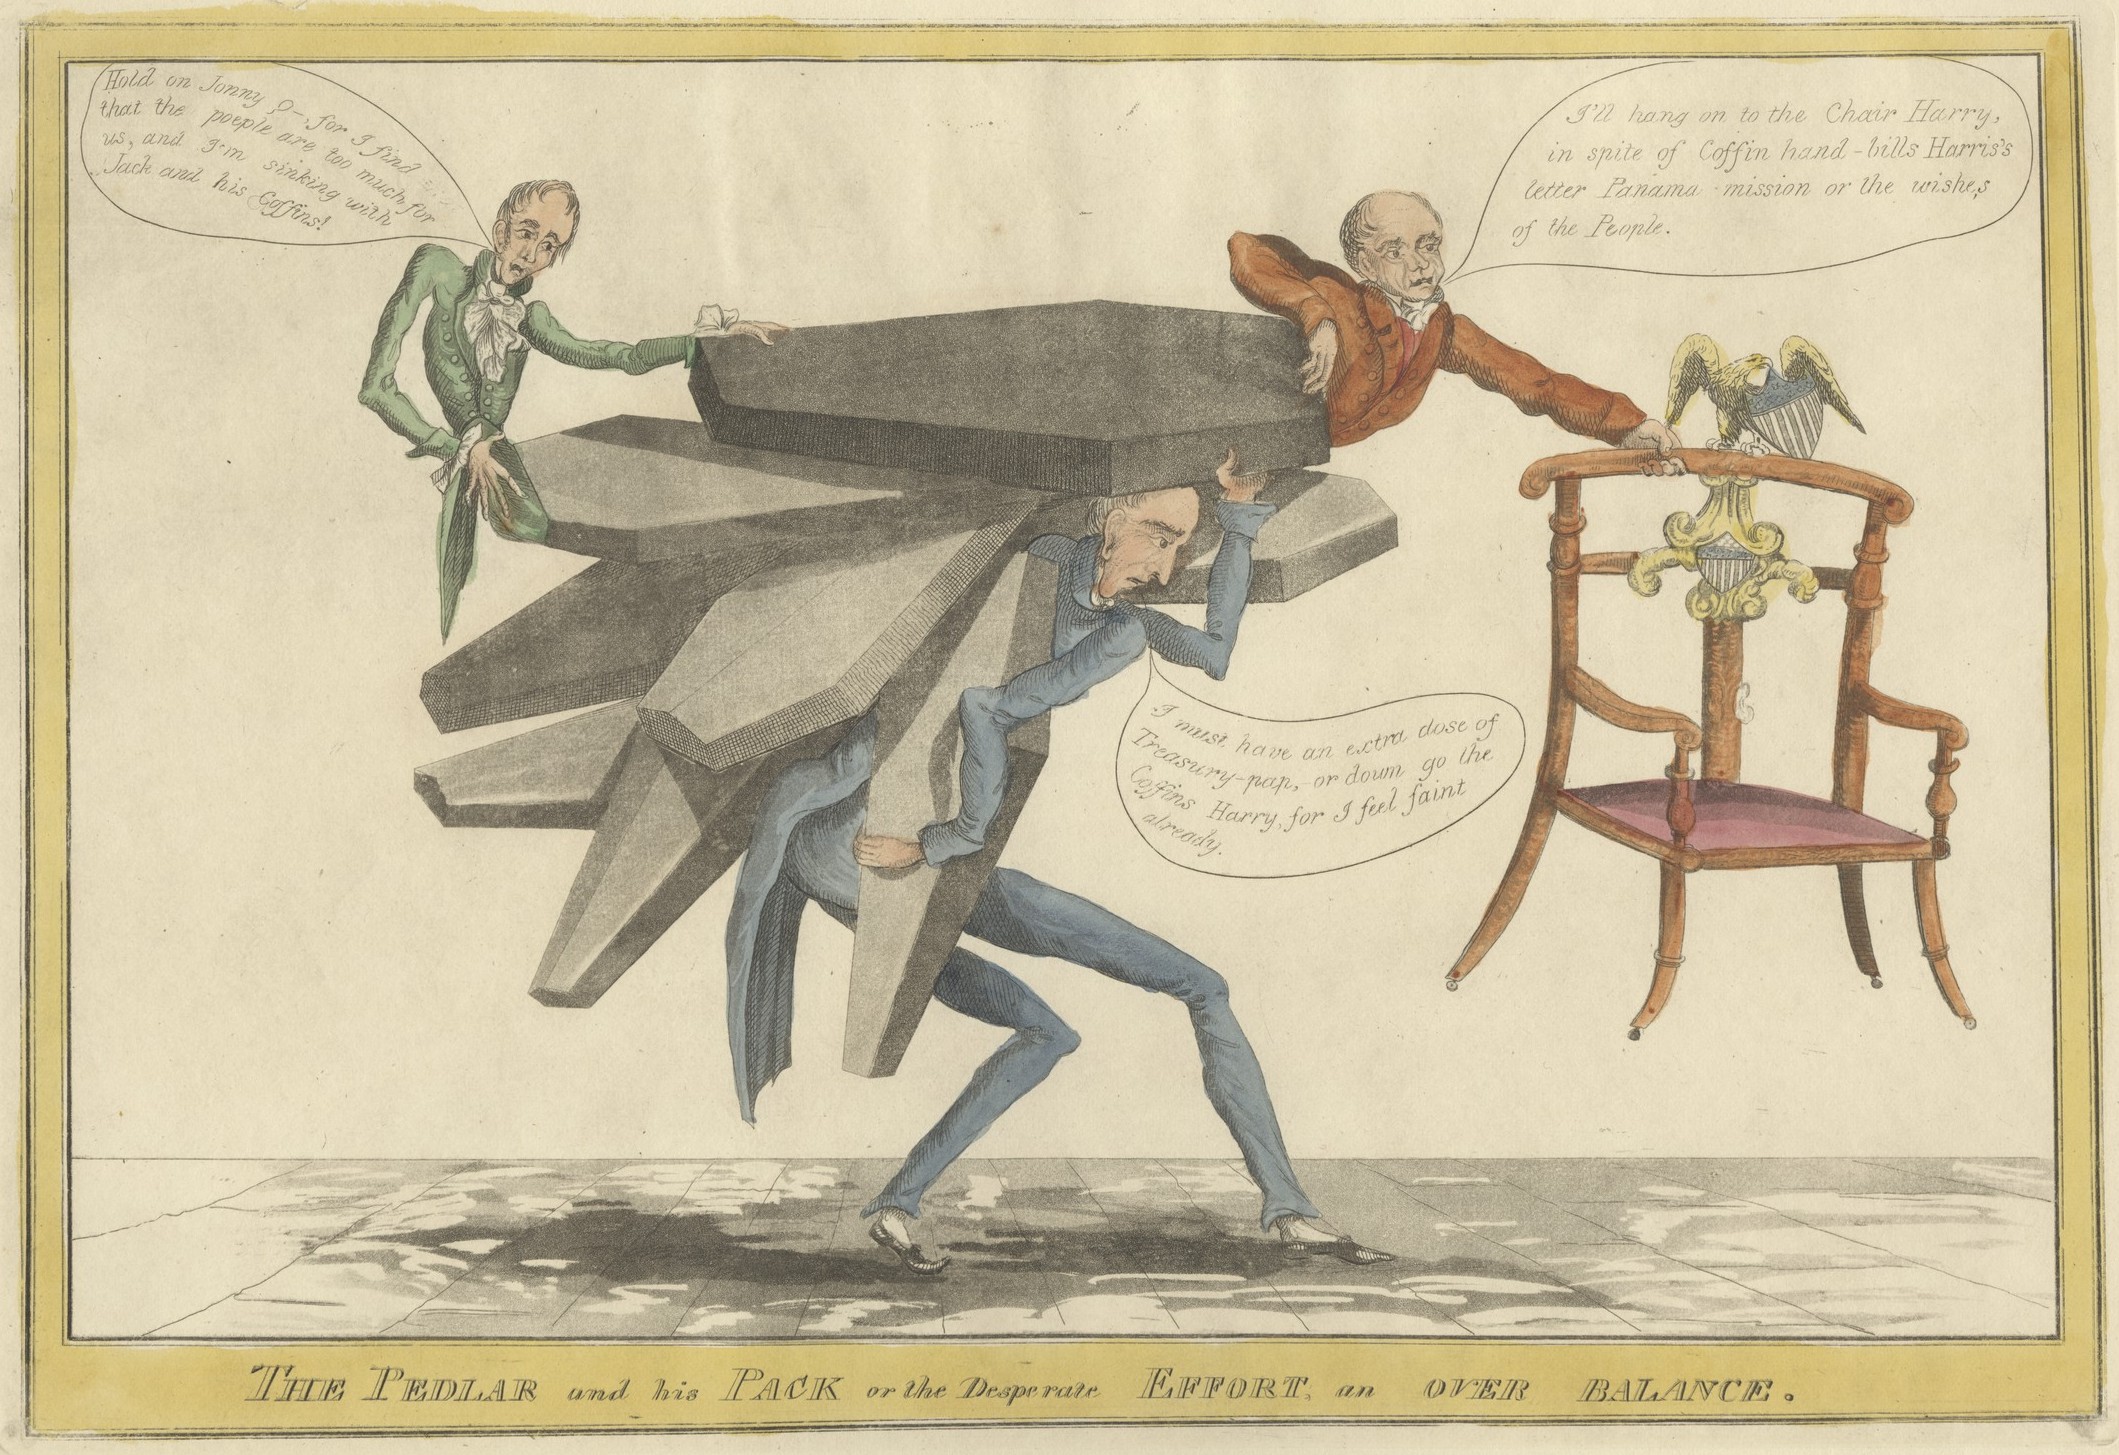 Hold on Jonny Q—, for I find
that the poeple are too much for
us, and I'm sinking with
Jack and his Coffins!
I'll hang on to the Chair Harry,
in spite of Coffin hand-bills Harris's
letter Panama mission or the wishes
of the People.
I must have an extra dose of
Treasury-pap, or down go the
Coffins Harry, for I feel faint
already.
THE PEDLAR and his PACK or the Desperate EFFORT, an OVER BALANCE.